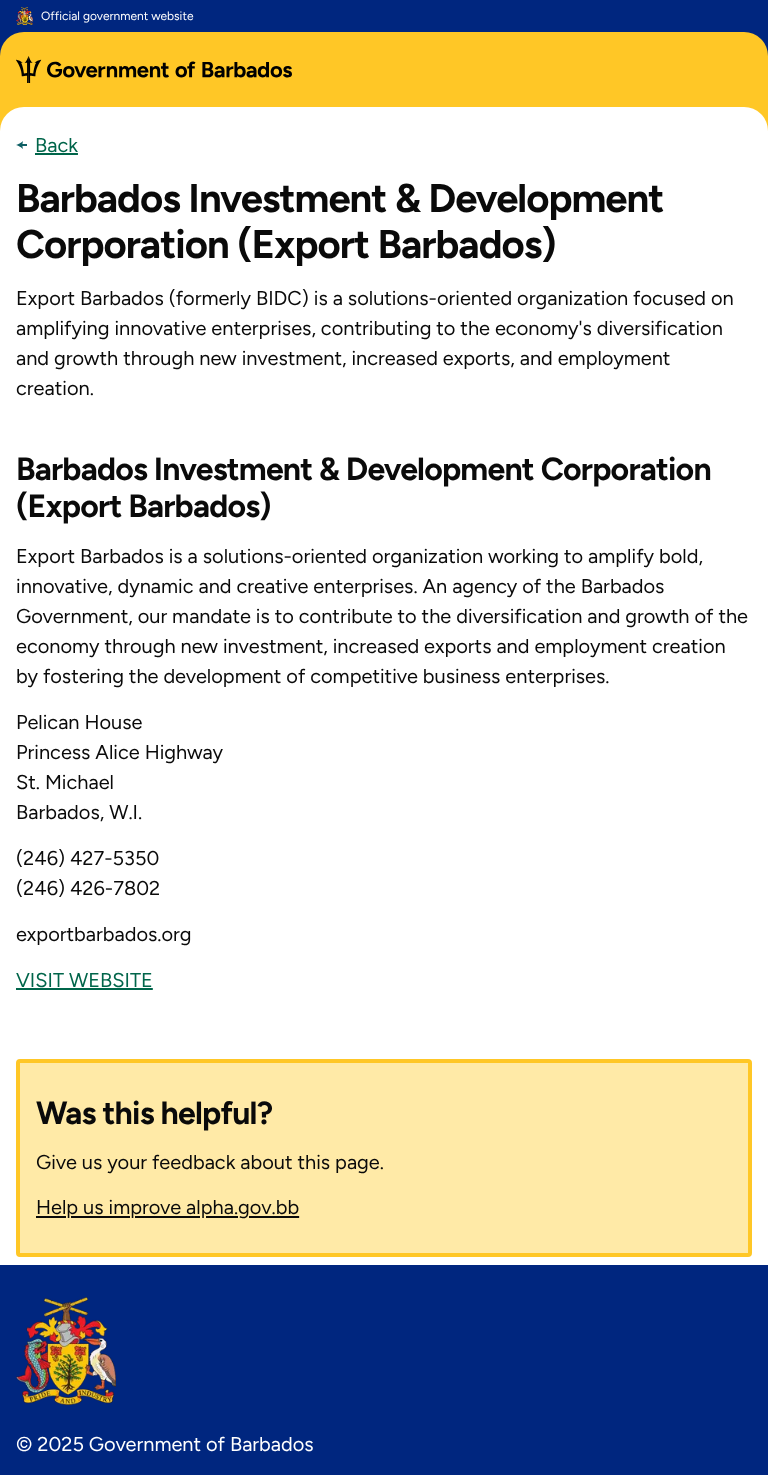 Official government website
Government of Barbados
Back
Barbados Investment & Development
Corporation (Export Barbados)
Export Barbados (formerly BIDC) is a solutions-oriented organization focused on
amplifying innovative enterprises, contributing to the economy's diversification
and growth through new investment, increased exports, and employment
creation.
Barbados Investment & Development Corporation
(Export Barbados)
Export Barbados is a solutions-oriented organization working to amplify bold,
innovative, dynamic and creative enterprises. An agency of the Barbados
Government, our mandate is to contribute to the diversification and growth of the
economy through new investment, increased exports and employment creation
by fostering the development of competitive business enterprises.
Pelican House
Princess Alice Highway
St. Michael
Barbados, W.I.
(246) 427-5350
(246) 426-7802
exportbarbados.org
VISIT WEBSITE
Was this helpful?
Give us your feedback about this page.
Help us improve alpha.gov.bb
PRIDE AND INDUSTRY
© 2025 Government of Barbados